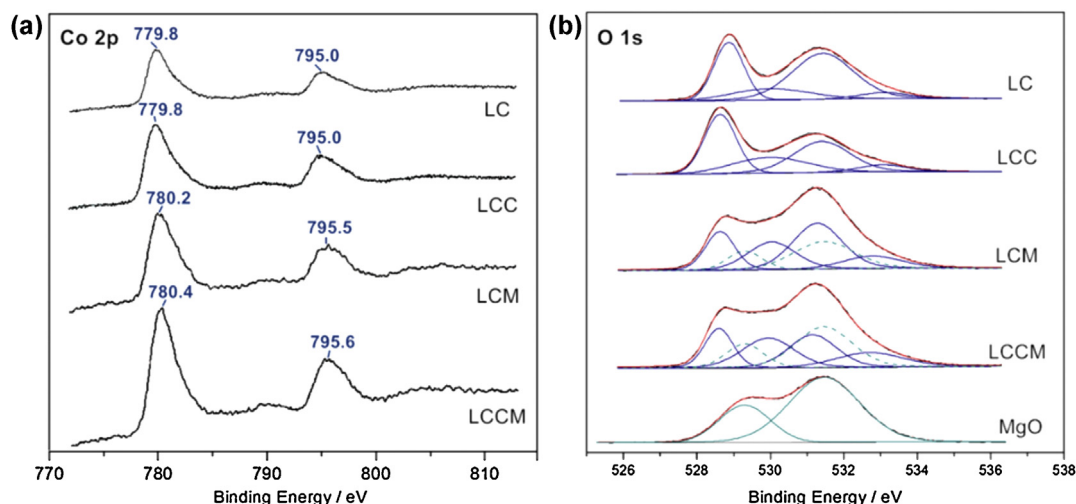 (a)
Co 2p
779.8
795.0
LC
779.8
795.0
LCC
780.2
795.5
LCM
780.4
795.6
LCCM
770 780 790 800 810
Binding Energy / eV
(b)
O 1s
LC
LCC
LCM
LCCM
MgO
526 528 530 532 534 536 538
Binding Energy / eV